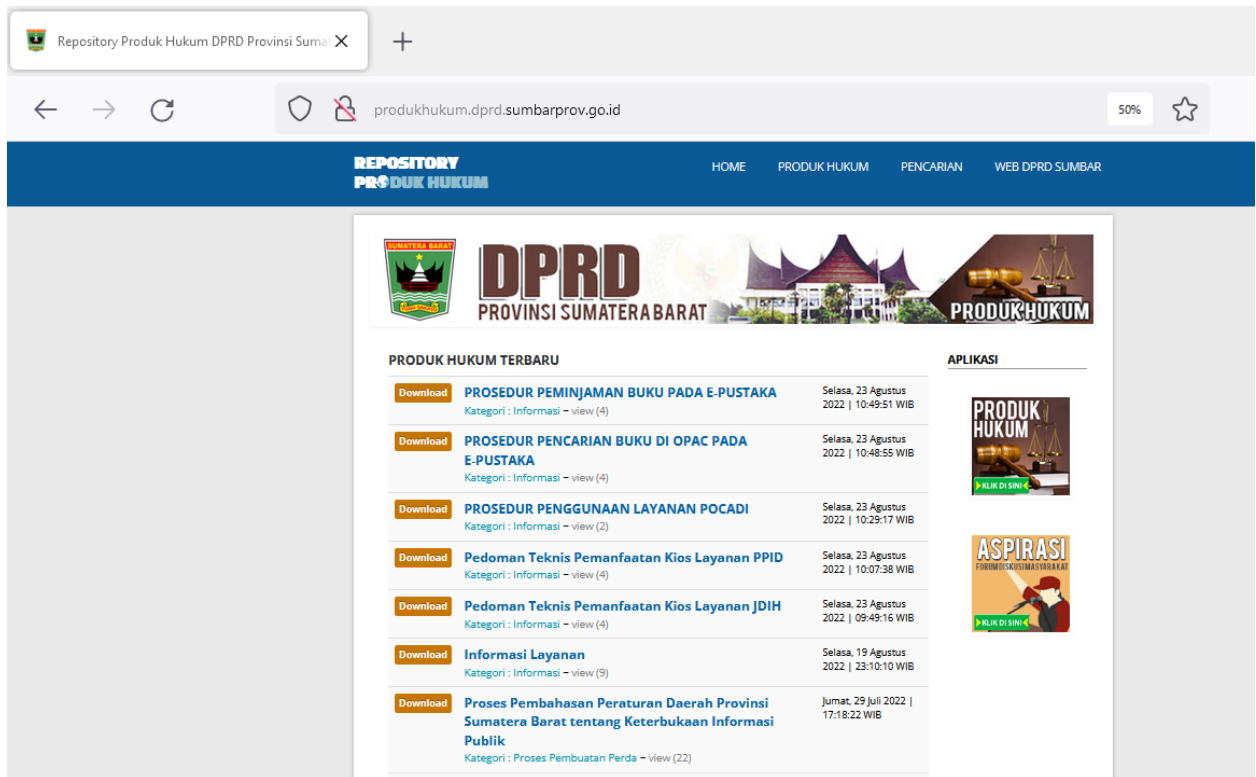 Repository Produk Hukum DPRD Provinsi Sumat
produkhukum.dprd.sumbarprov.go.id
50%
REPOSITORY
PRODUK HUKUM
HOME
PRODUK HUKUM
PENCARIAN
WEB DPRD SUMBAR
SUMATERA BARAT
DPRD
PROVINSI SUMATERA BARAT
PRODUK HUKUM
PRODUK HUKUM TERBARU
Download
PROSEDUR PEMINJAMAN BUKU PADA E-PUSTAKA
Kategori : Informasi – view (4)
Selasa, 23 Agustus
2022 | 10:49:51 WIB
Download
PROSEDUR PENCARIAN BUKU DI OPAC PADA
E-PUSTAKA
Kategori : Informasi – view (4)
Selasa, 23 Agustus
2022 | 10:48:55 WIB
Download
PROSEDUR PENGGUNAAN LAYANAN POCADI
Kategori : Informasi – view (2)
Selasa, 23 Agustus
2022 | 10:29:17 WIB
Download
Pedoman Teknis Pemanfaatan Kios Layanan PPID
Kategori : Informasi – view (4)
Selasa, 23 Agustus
2022 | 10:07:38 WIB
Download
Pedoman Teknis Pemanfaatan Kios Layanan JDIH
Kategori : Informasi – view (4)
Selasa, 23 Agustus
2022 | 09:49:16 WIB
Download
Informasi Layanan
Kategori : Informasi – view (9)
Selasa, 19 Agustus
2022 | 23:10:10 WIB
Download
Proses Pembahasan Peraturan Daerah Provinsi
Sumatera Barat tentang Keterbukaan Informasi
Publik
Kategori : Proses Pembuatan Perda – view (22)
Jumat, 29 Juli 2022 |
17:18:22 WIB
APLIKASI
PRODUK
HUKUM
KLIK DI SINI
ASPIRASI
FORUM DISKUSI MASYARAKAT
KLIK DI SINI